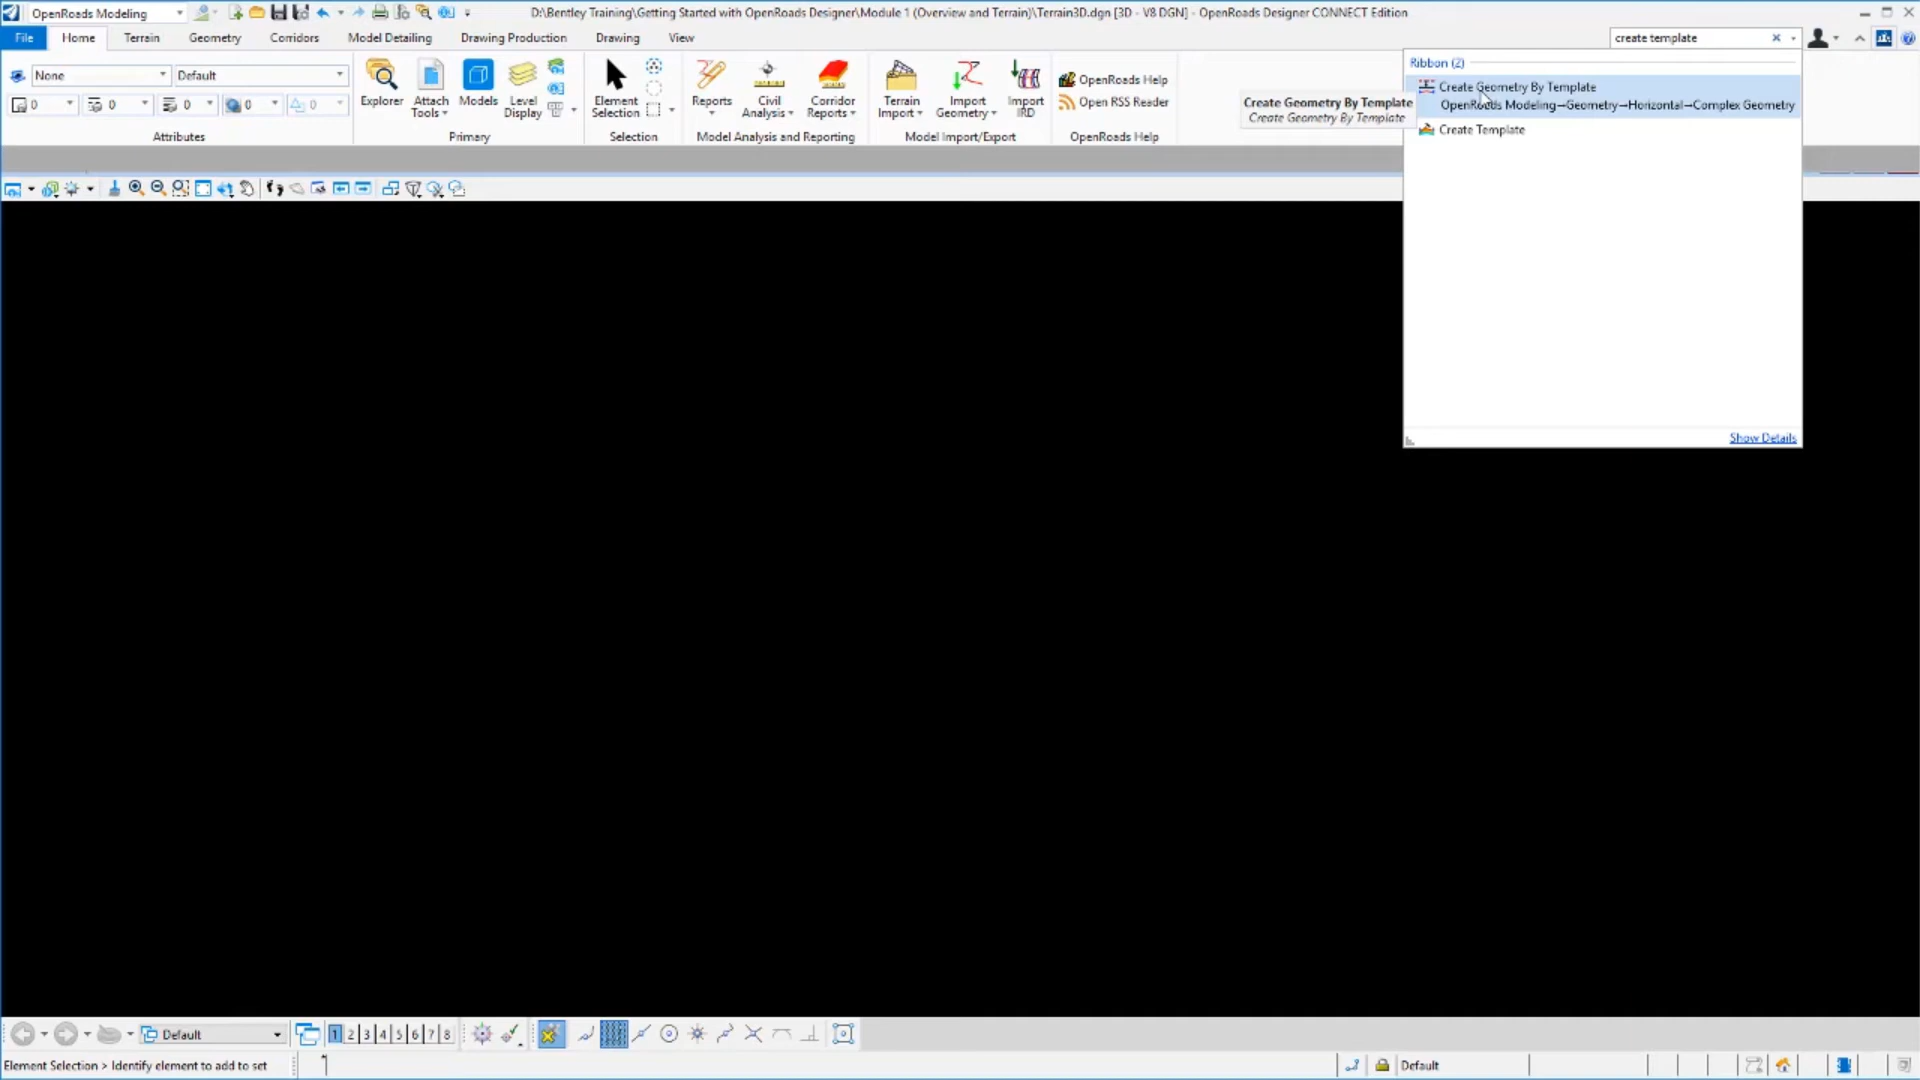 OpenRoads Modeling
D:\Bentley Training\Getting Started with OpenRoads Designer\Module 1 (Overview and Terrain)\Terrain3D.dgn [3D - V8 DGN] - OpenRoads Designer CONNECT Edition
File Home Terrain Geometry Corridors Model Detailing Drawing Production Drawing View
create template
Ribbon (2)
Create Geometry By Template
OpenRoads Modeling→Geometry→Horizontal→Complex Geometry
Create Template
Show Details
Create Geometry By Template
Create Geometry By Template
None Default
0 0 0 0 0
Attributes
Explorer
Attach Tools
Models
Level Display
Primary
Element Selection
Selection
Reports
Civil Analysis
Corridor Reports
Model Analysis and Reporting
Terrain Import
Import Geometry
Import IRD
Model Import/Export
OpenRoads Help
Open RSS Reader
OpenRoads Help
Default
1 2 3 4 5 6 7 8
Element Selection > Identify element to add to set
Default